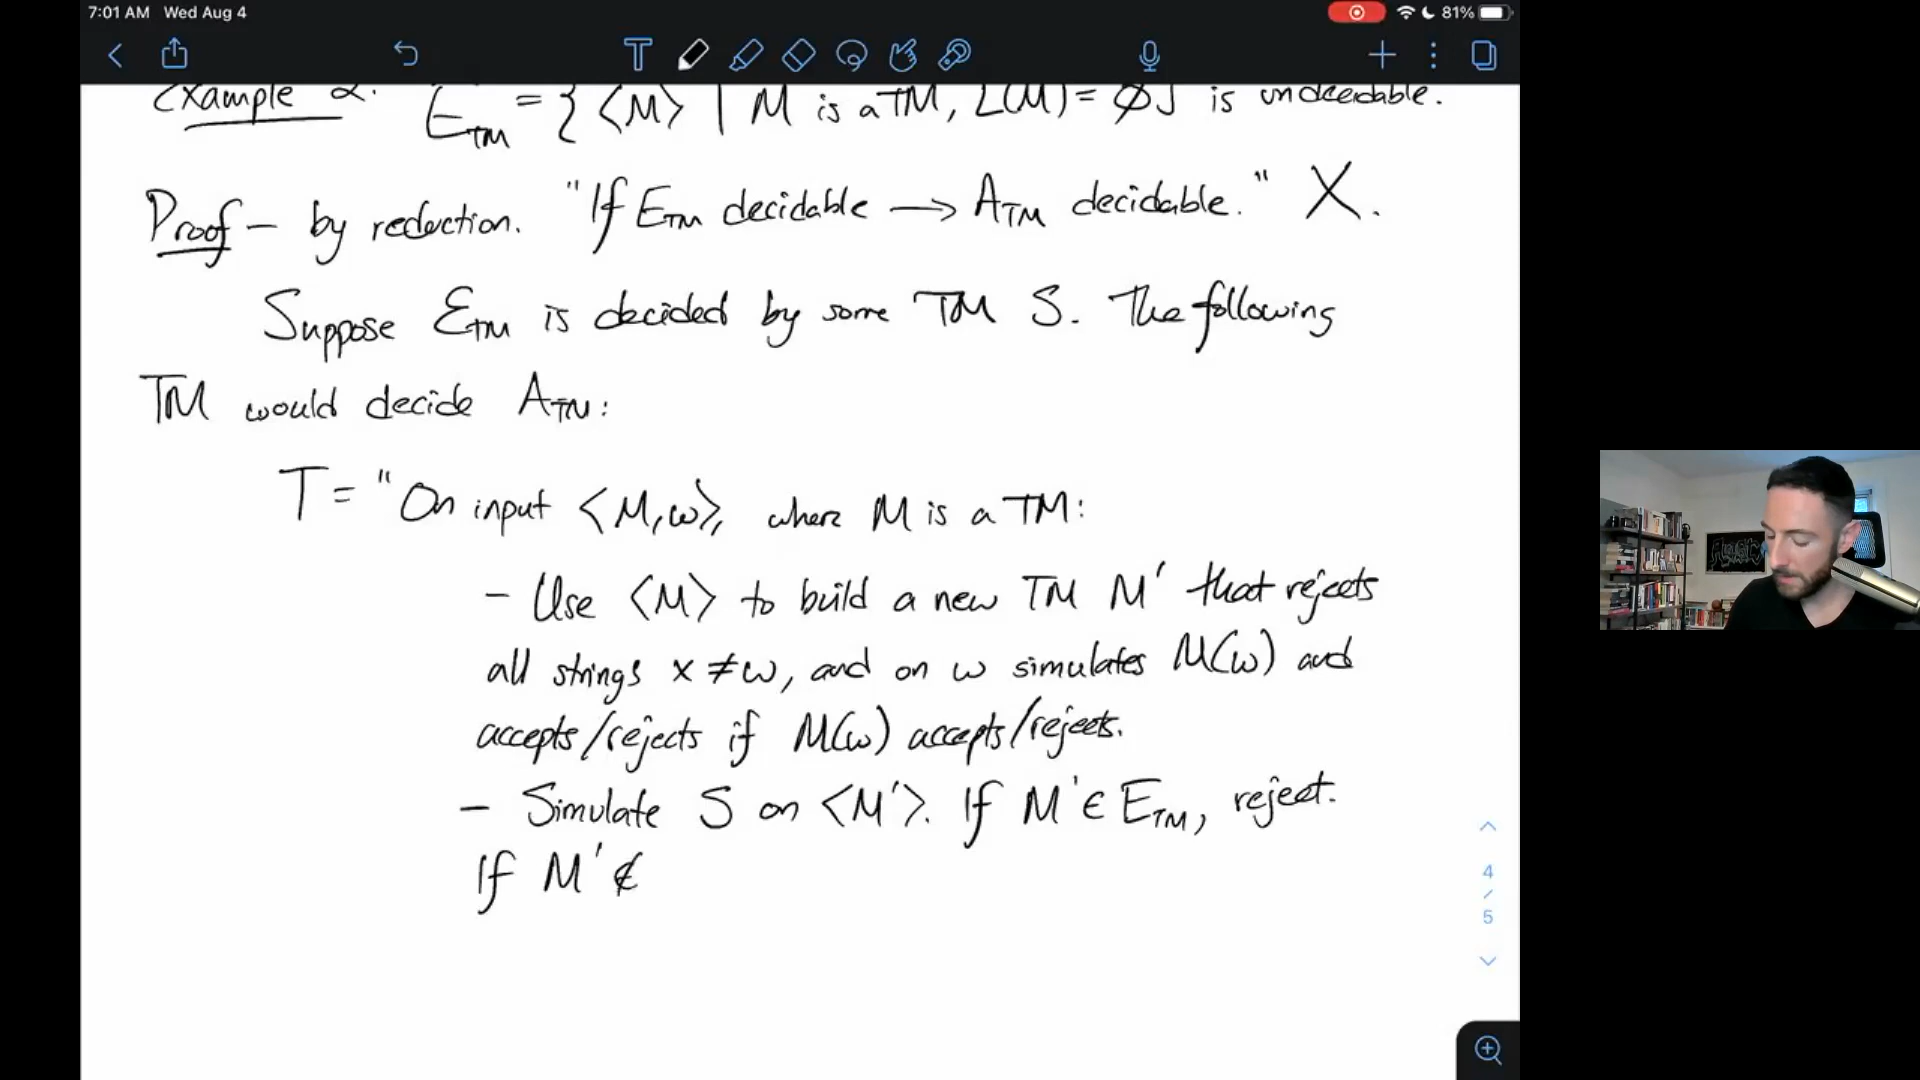 7:01 AM Wed Aug 4
81%
Example 2: E_TM = { ⟨M⟩ | M is a TM, L(M) = ∅ } is undecidable.
Proof – by reduction. "If E_TM decidable → A_TM decidable." X.
Suppose E_TM is decided by some TM S. The following
TM would decide A_TM:
T = "On input ⟨M,w⟩, where M is a TM:
– Use ⟨M⟩ to build a new TM M' that rejects
all strings x ≠ w, and on w simulates M(w) and
accepts/rejects if M(w) accepts/rejects.
– Simulate S on ⟨M'⟩. If M' ∈ E_TM, reject.
If M' ∉
4
/
5